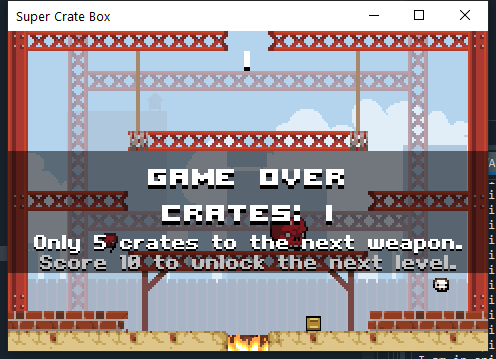 Super Crate Box
GAME OVER
CRATES: 1
Only 5 crates to the next weapon.
Score 10 to unlock the next level.